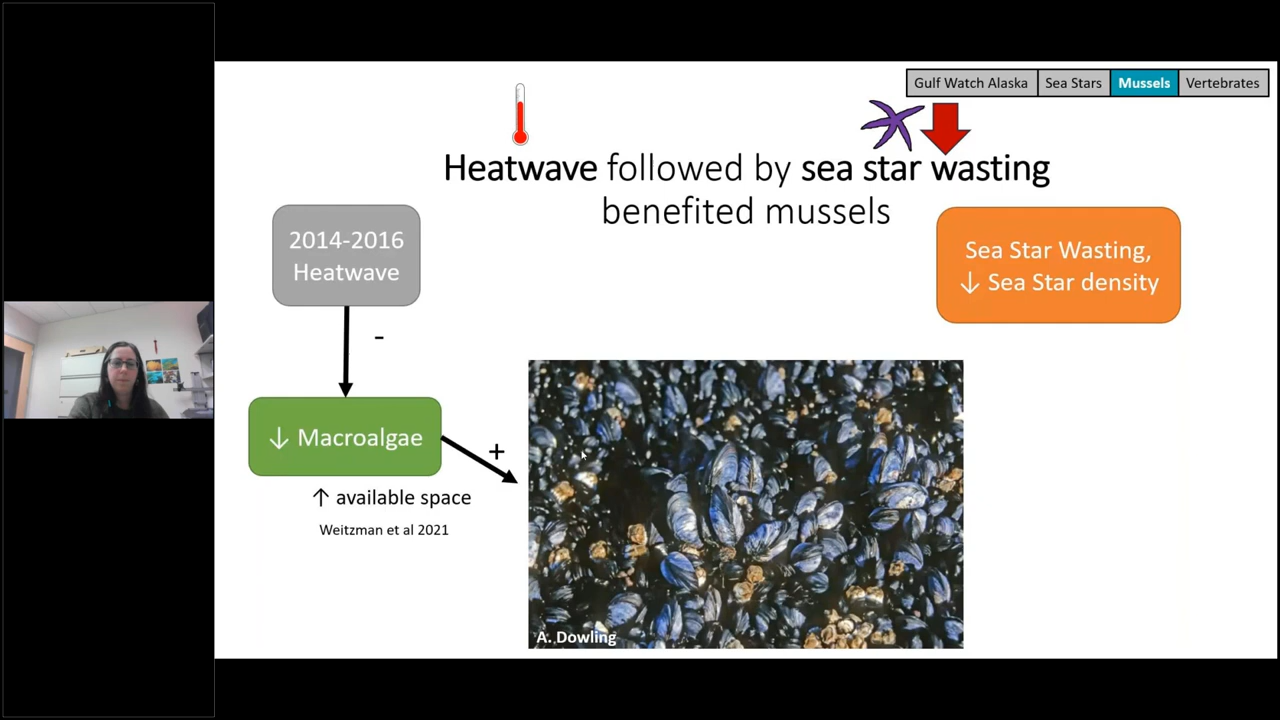 Gulf Watch Alaska Sea Stars Mussels Vertebrates
Heatwave followed by sea star wasting
benefited mussels
2014-2016
Heatwave
-
↓ Macroalgae
+
↑ available space
Weitzman et al 2021
Sea Star Wasting,
↓ Sea Star density
A. Dowling